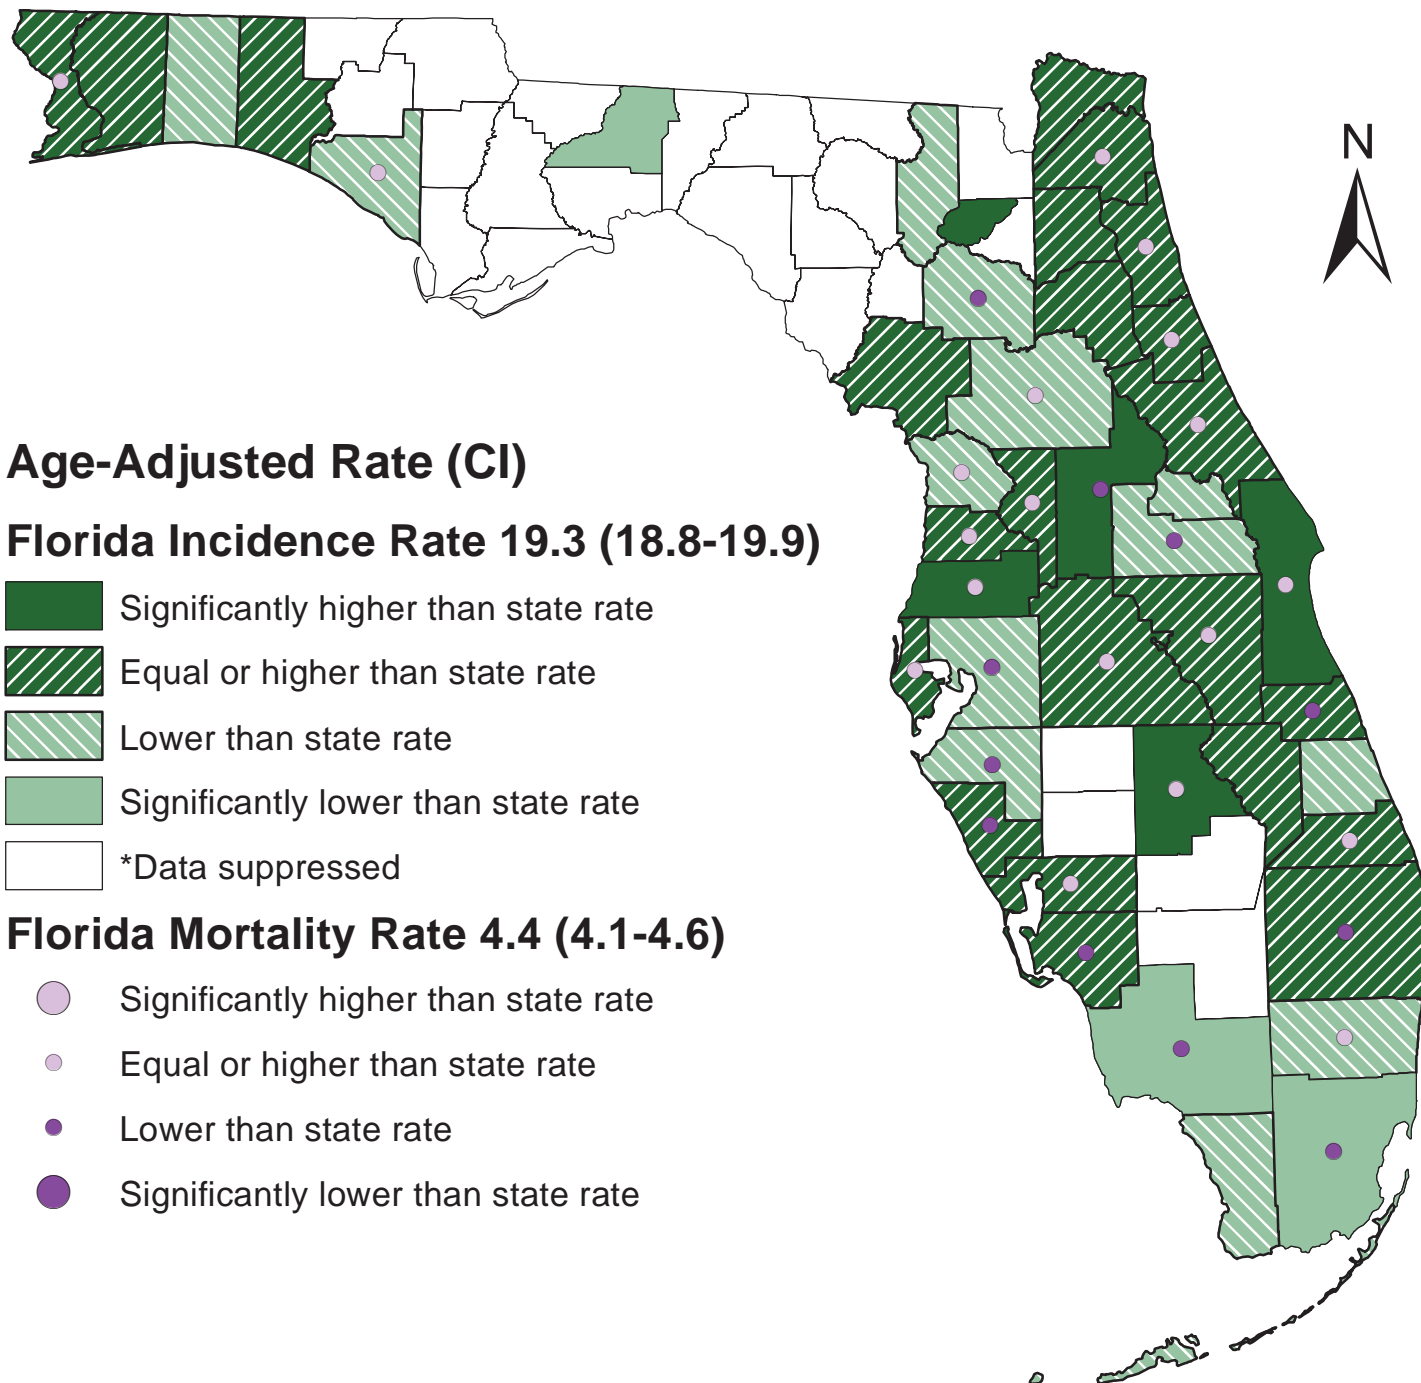 N
Age-Adjusted Rate (CI)
Florida Incidence Rate 19.3 (18.8-19.9)
Significantly higher than state rate
Equal or higher than state rate
Lower than state rate
Significantly lower than state rate
*Data suppressed
Florida Mortality Rate 4.4 (4.1-4.6)
Significantly higher than state rate
Equal or higher than state rate
Lower than state rate
Significantly lower than state rate